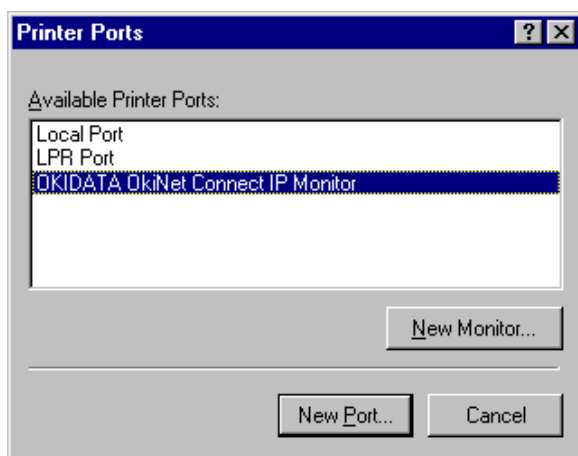 Printer Ports
Available Printer Ports:
Local Port
LPR Port
OKIDATA OkiNet Connect IP Monitor
New Monitor...
New Port...
Cancel